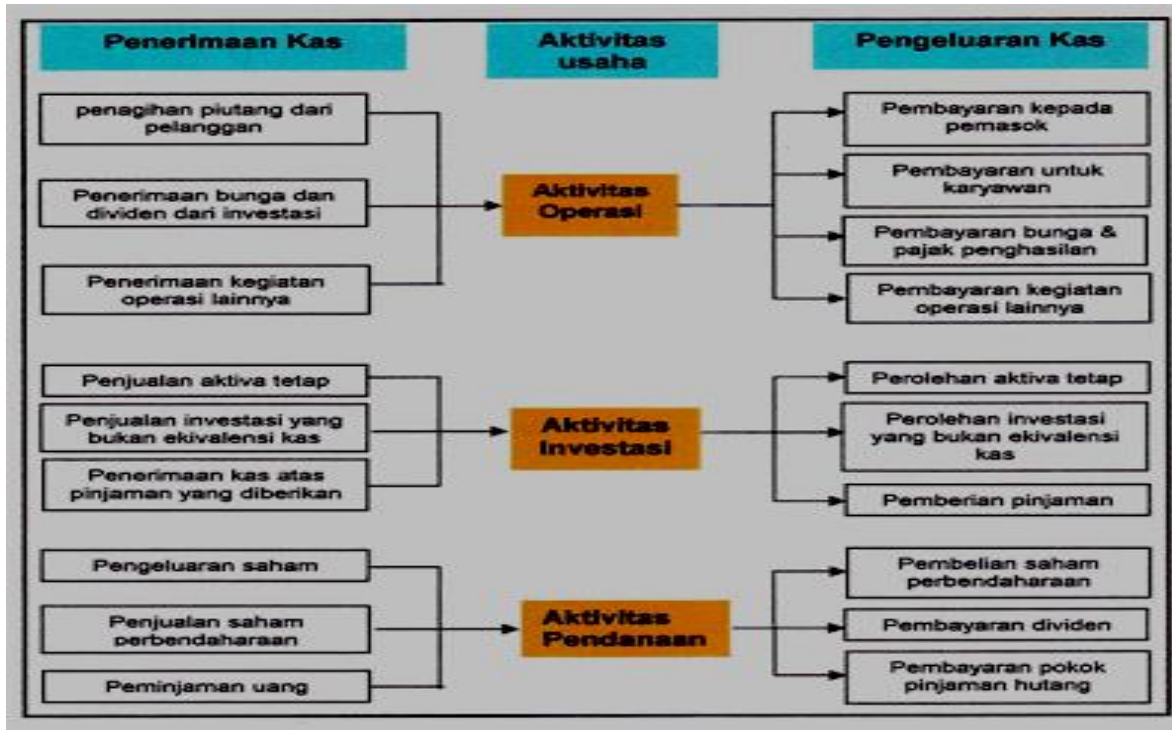 Penerimaan Kas
Aktivitas
usaha
Pengeluaran Kas
penagihan piutang dari
pelanggan
Penerimaan bunga dan
dividen dari investasi
Penerimaan kegiatan
operasi lainnya
Aktivitas
Operasi
Pembayaran kepada
pemasok
Pembayaran untuk
karyawan
Pembayaran bunga &
pajak penghasilan
Pembayaran kegiatan
operasi lainnya
Penjualan aktiva tetap
Penjualan investasi yang
bukan ekivalensi kas
Penerimaan kas atas
pinjaman yang diberikan
Aktivitas
Investasi
Perolehan aktiva tetap
Perolehan investasi
yang bukan ekivalensi
kas
Pemberian pinjaman
Pengeluaran saham
Penjualan saham
perbendaharaan
Peminjaman uang
Aktivitas
Pendanaan
Pembelian saham
perbendaharaan
Pembayaran dividen
Pembayaran pokok
pinjaman hutang